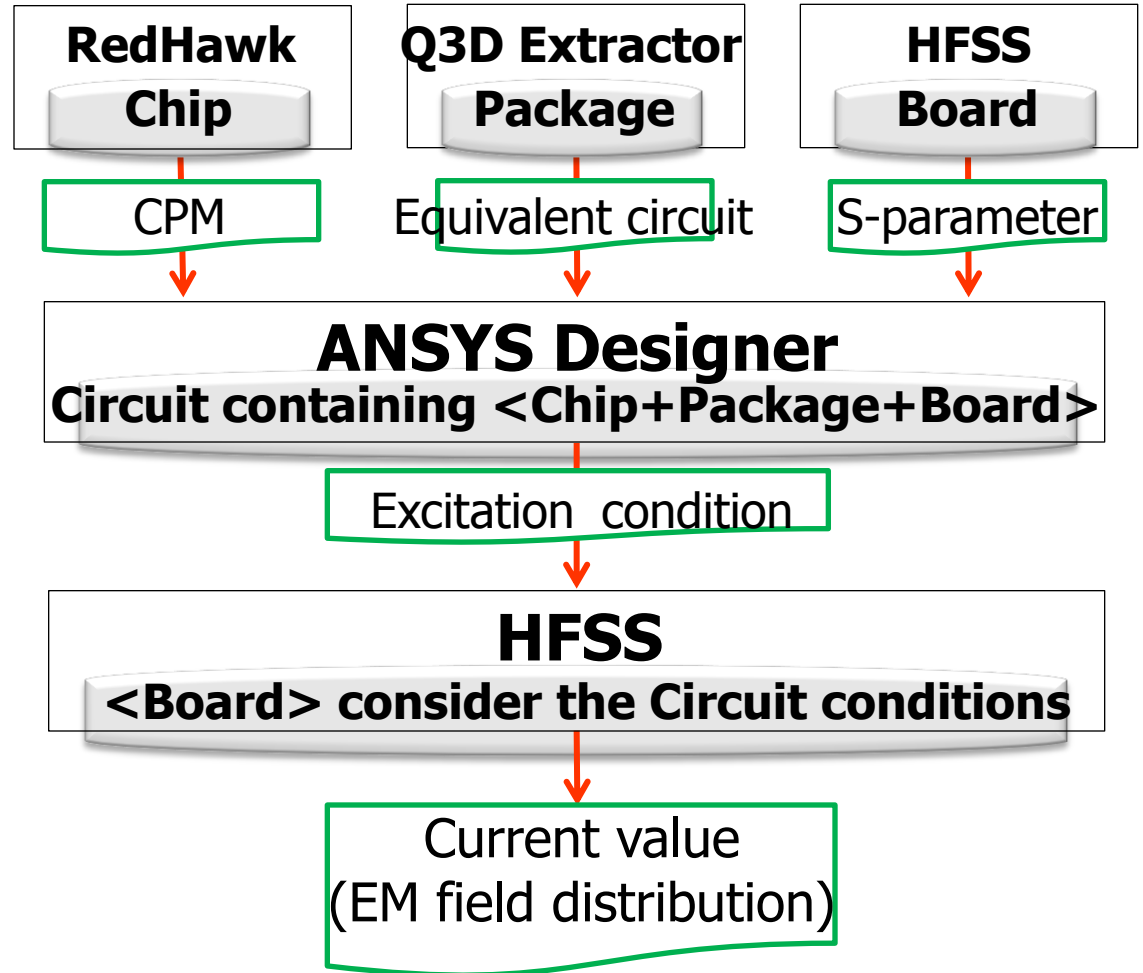 RedHawk
Chip
Q3D Extractor
Package
HFSS
Board
CPM
Equivalent circuit
S-parameter
ANSYS Designer
Circuit containing <Chip+Package+Board>
Excitation condition
HFSS
<Board> consider the Circuit conditions
Current value
(EM field distribution)